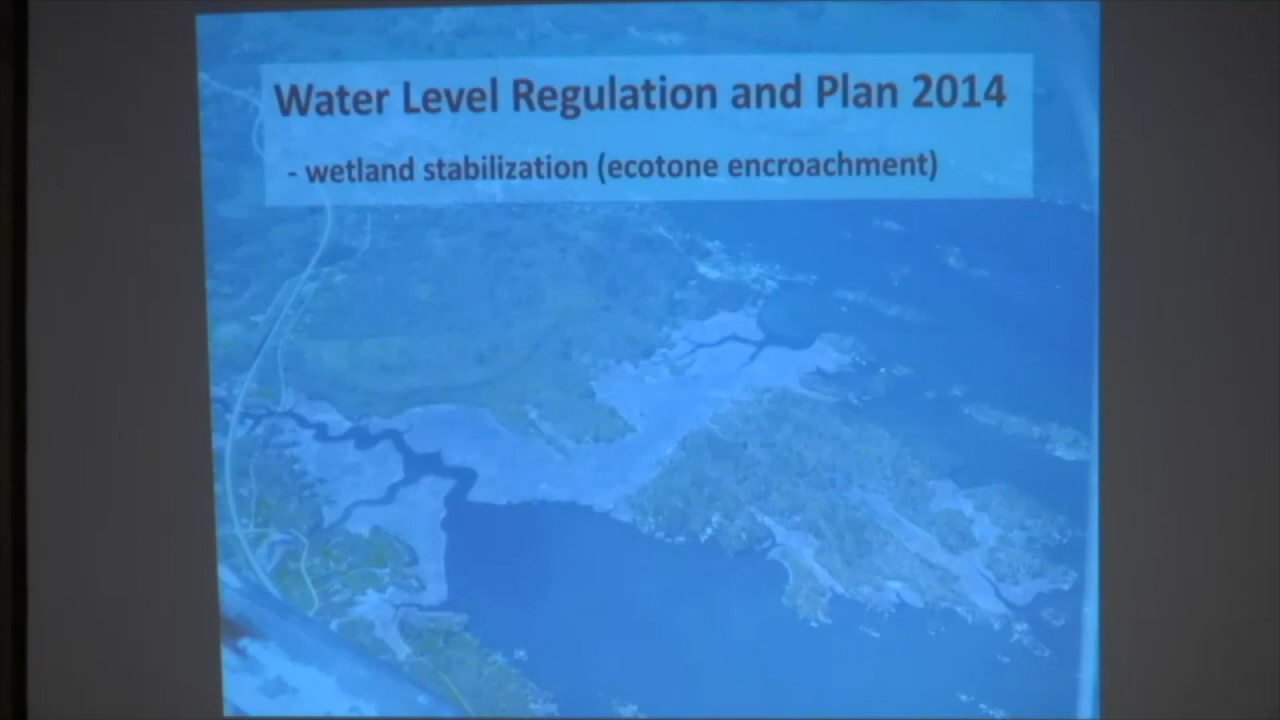 Water Level Regulation and Plan 2014
- wetland stabilization (ecotone encroachment)